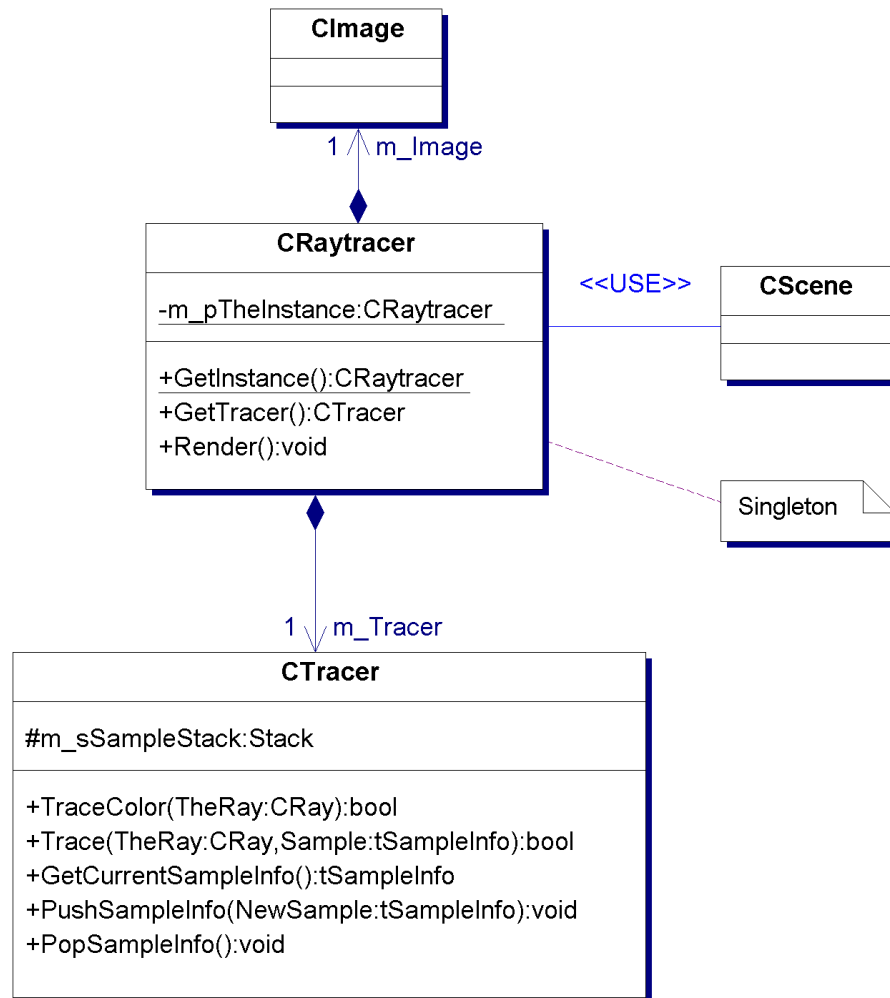 CImage
1 m_Image
CRaytracer
-m_pTheInstance:CRaytracer
+GetInstance():CRaytracer
+GetTracer():CTracer
+Render():void
<<USE>>
CScene
Singleton
1 m_Tracer
CTracer
#m_sSampleStack:Stack
+TraceColor(TheRay:CRay):bool
+Trace(TheRay:CRay,Sample:tSampleInfo):bool
+GetCurrentSampleInfo():tSampleInfo
+PushSampleInfo(NewSample:tSampleInfo):void
+PopSampleInfo():void